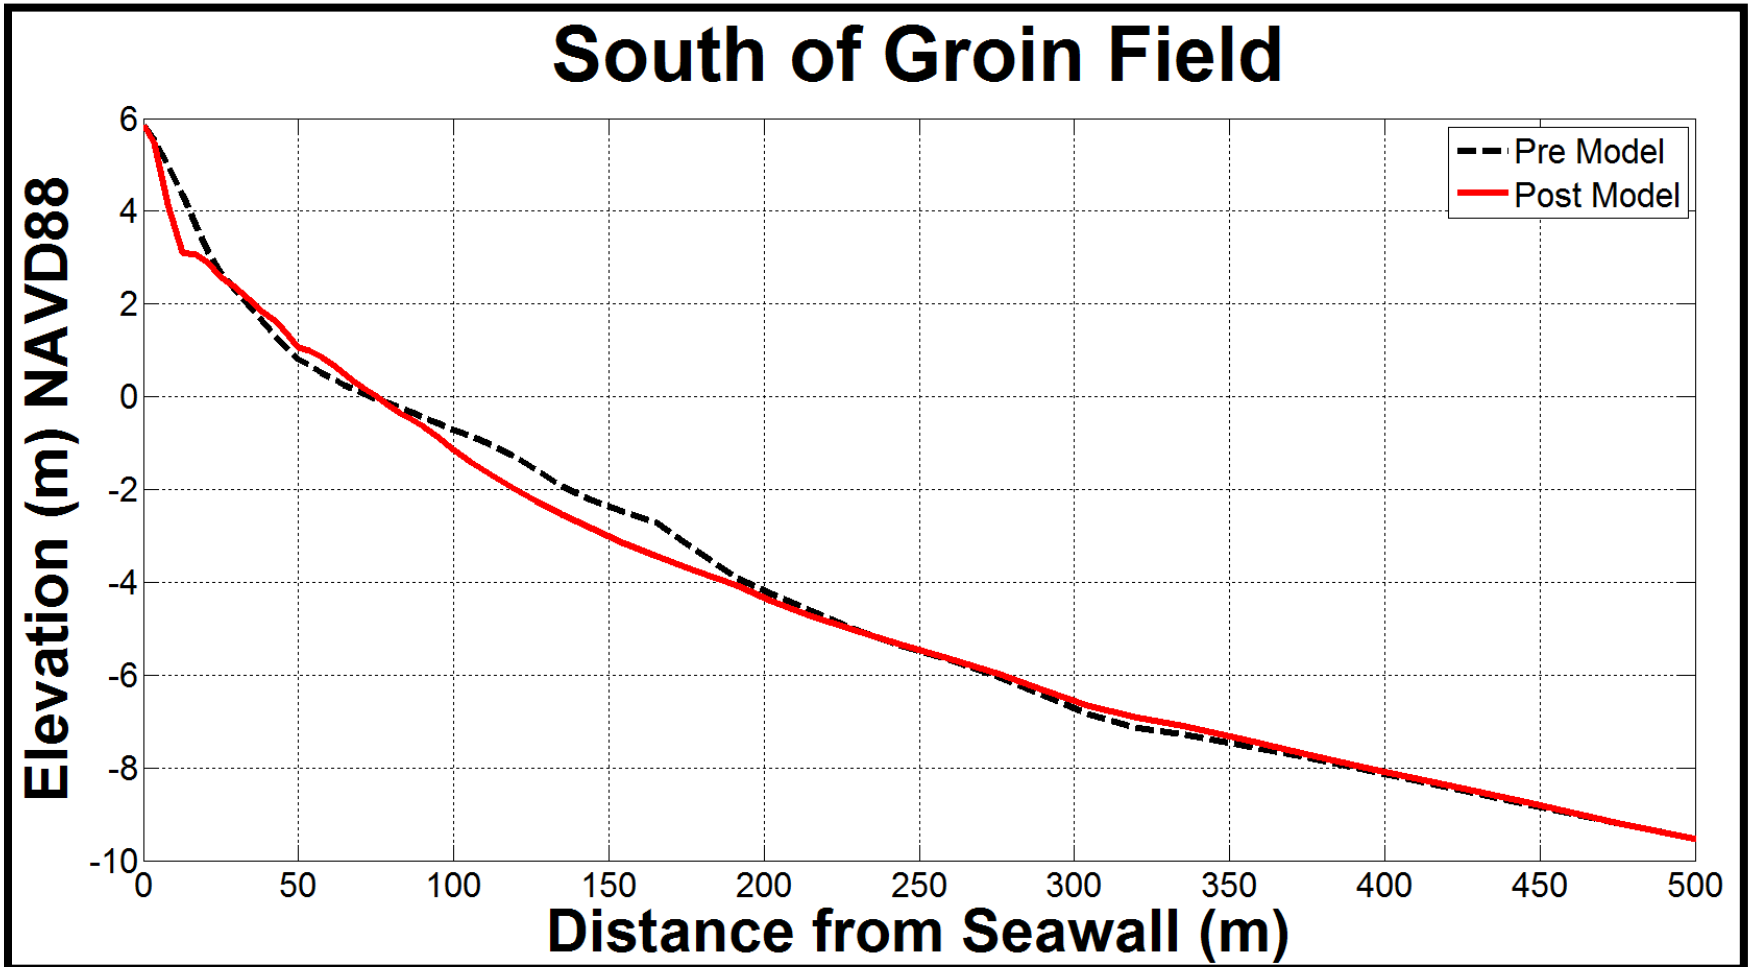 South of Groin Field
Elevation (m) NAVD88
6
4
2
0
-2
-4
-6
-8
-10
Pre Model
Post Model
0 50 100 150 200 250 300 350 400 450 500
Distance from Seawall (m)